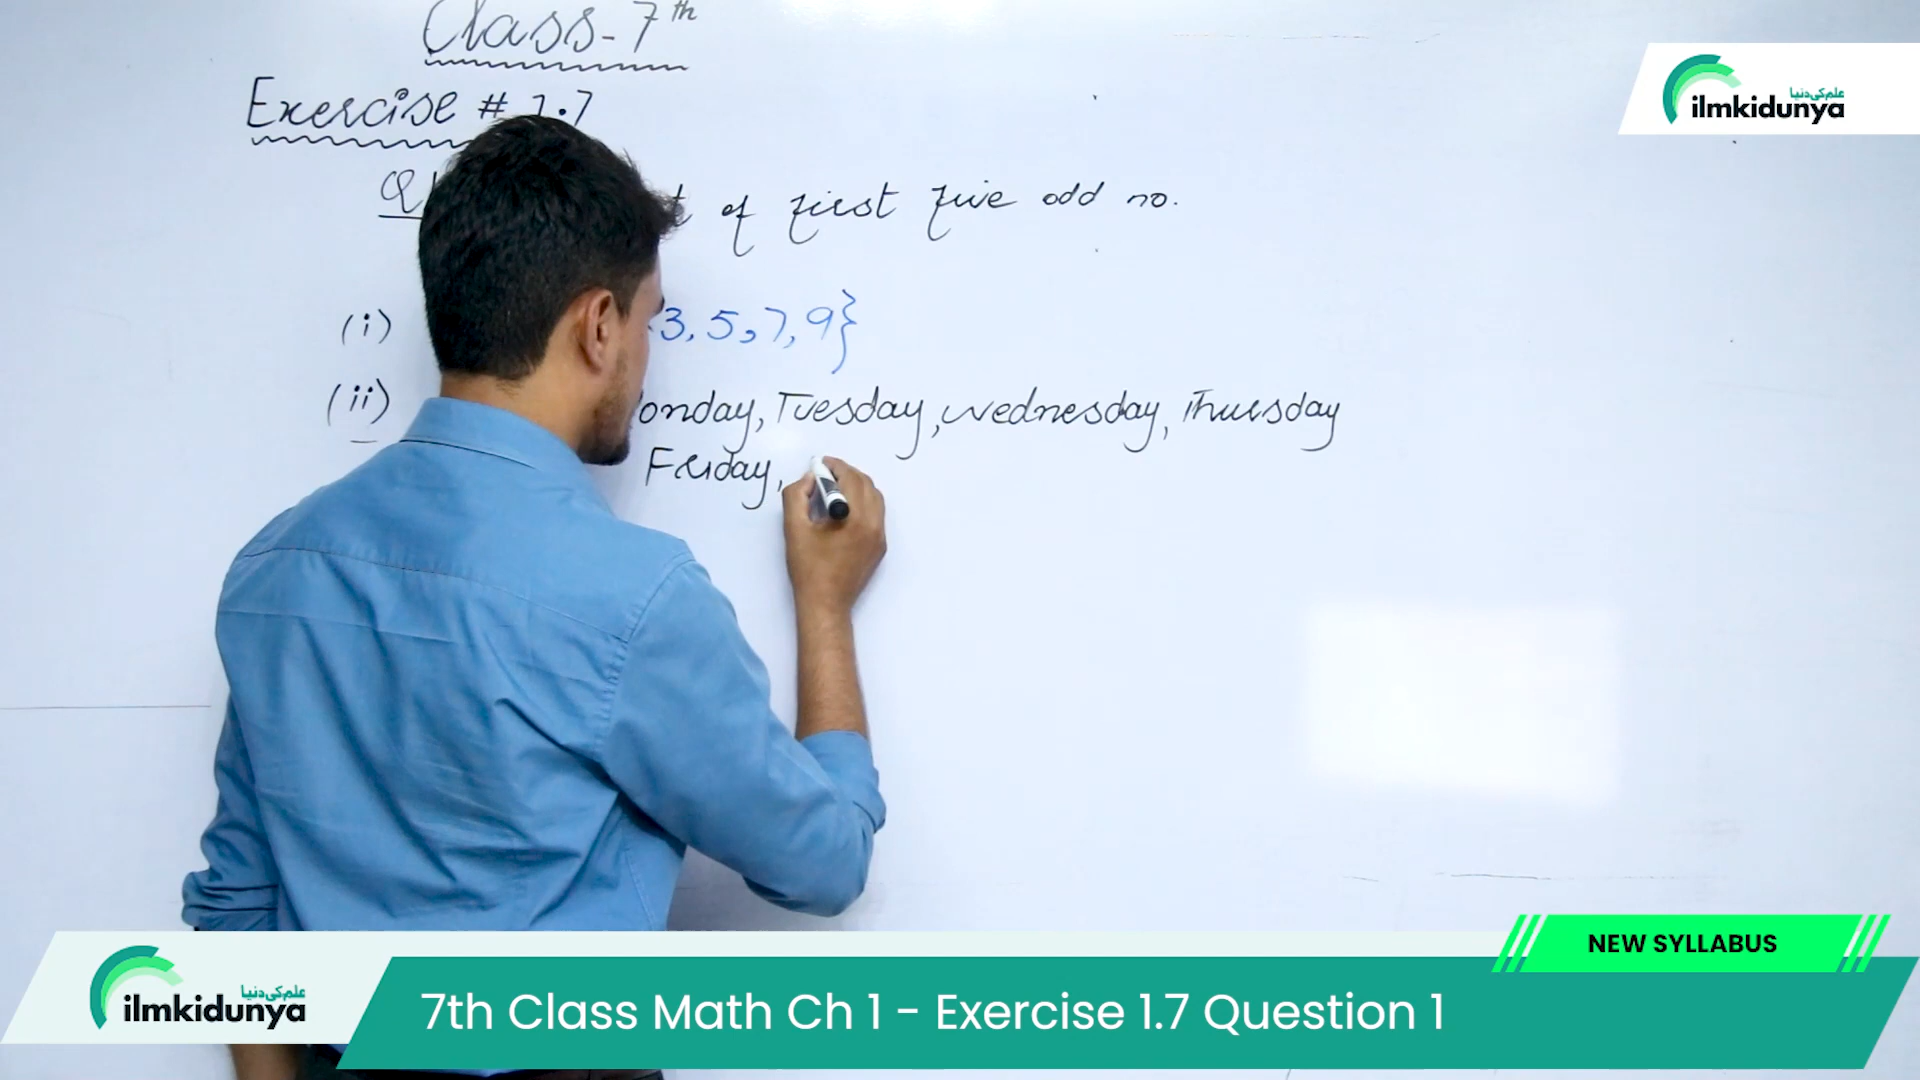 Class-7th
Exercise # 1.7
of first five odd no.
(i) 3, 5, 7, 9}
(ii) onday, Tuesday, Wednesday, Thursday
Friday,
علم کی دنیا
ilmkidunya
NEW SYLLABUS
علم کی دنیا
ilmkidunya
7th Class Math Ch 1 - Exercise 1.7 Question 1